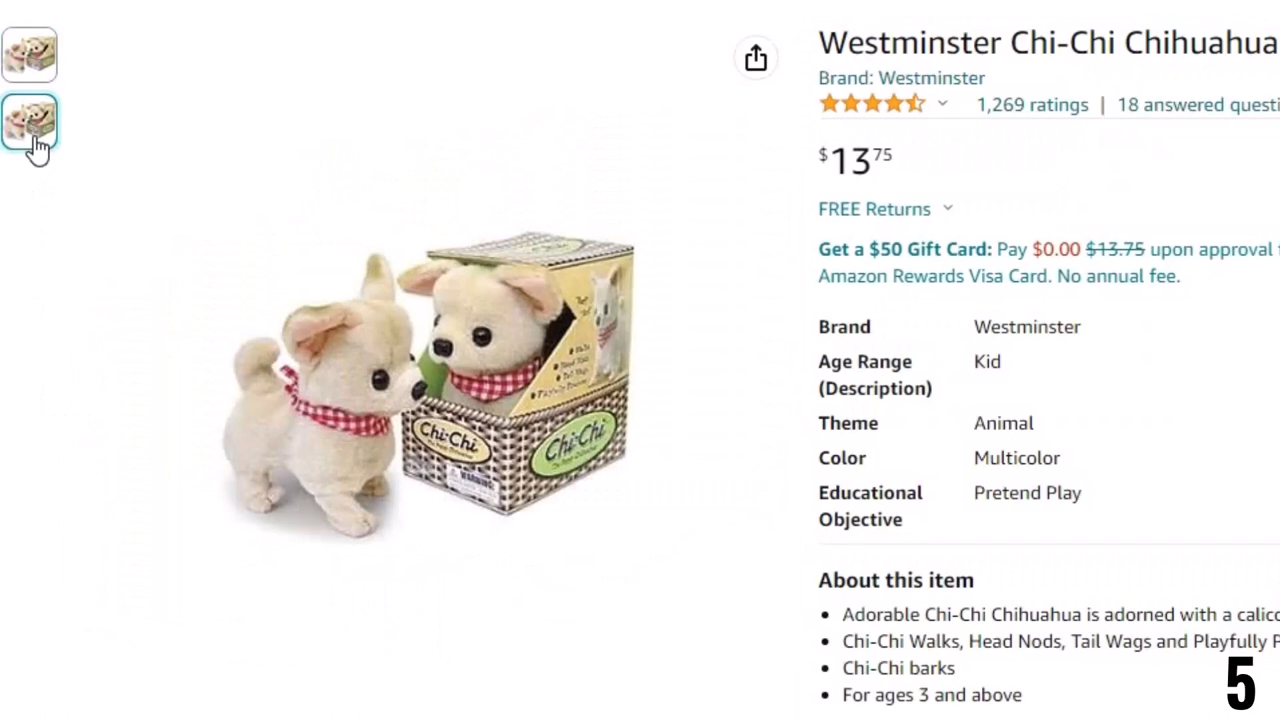 Westminster Chi-Chi Chihuahua
Brand: Westminster
1,269 ratings | 18 answered questi
$13 75
FREE Returns
Get a $50 Gift Card: Pay $0.00 $13.75 upon approval
Amazon Rewards Visa Card. No annual fee.
Brand Westminster
Age Range Kid
(Description)
Theme Animal
Color Multicolor
Educational Pretend Play
Objective
About this item
• Adorable Chi-Chi Chihuahua is adorned with a calico
• Chi-Chi Walks, Head Nods, Tail Wags and Playfully P
• Chi-Chi barks
• For ages 3 and above
5
Chi-Chi
Chi-Chi
WARNING: